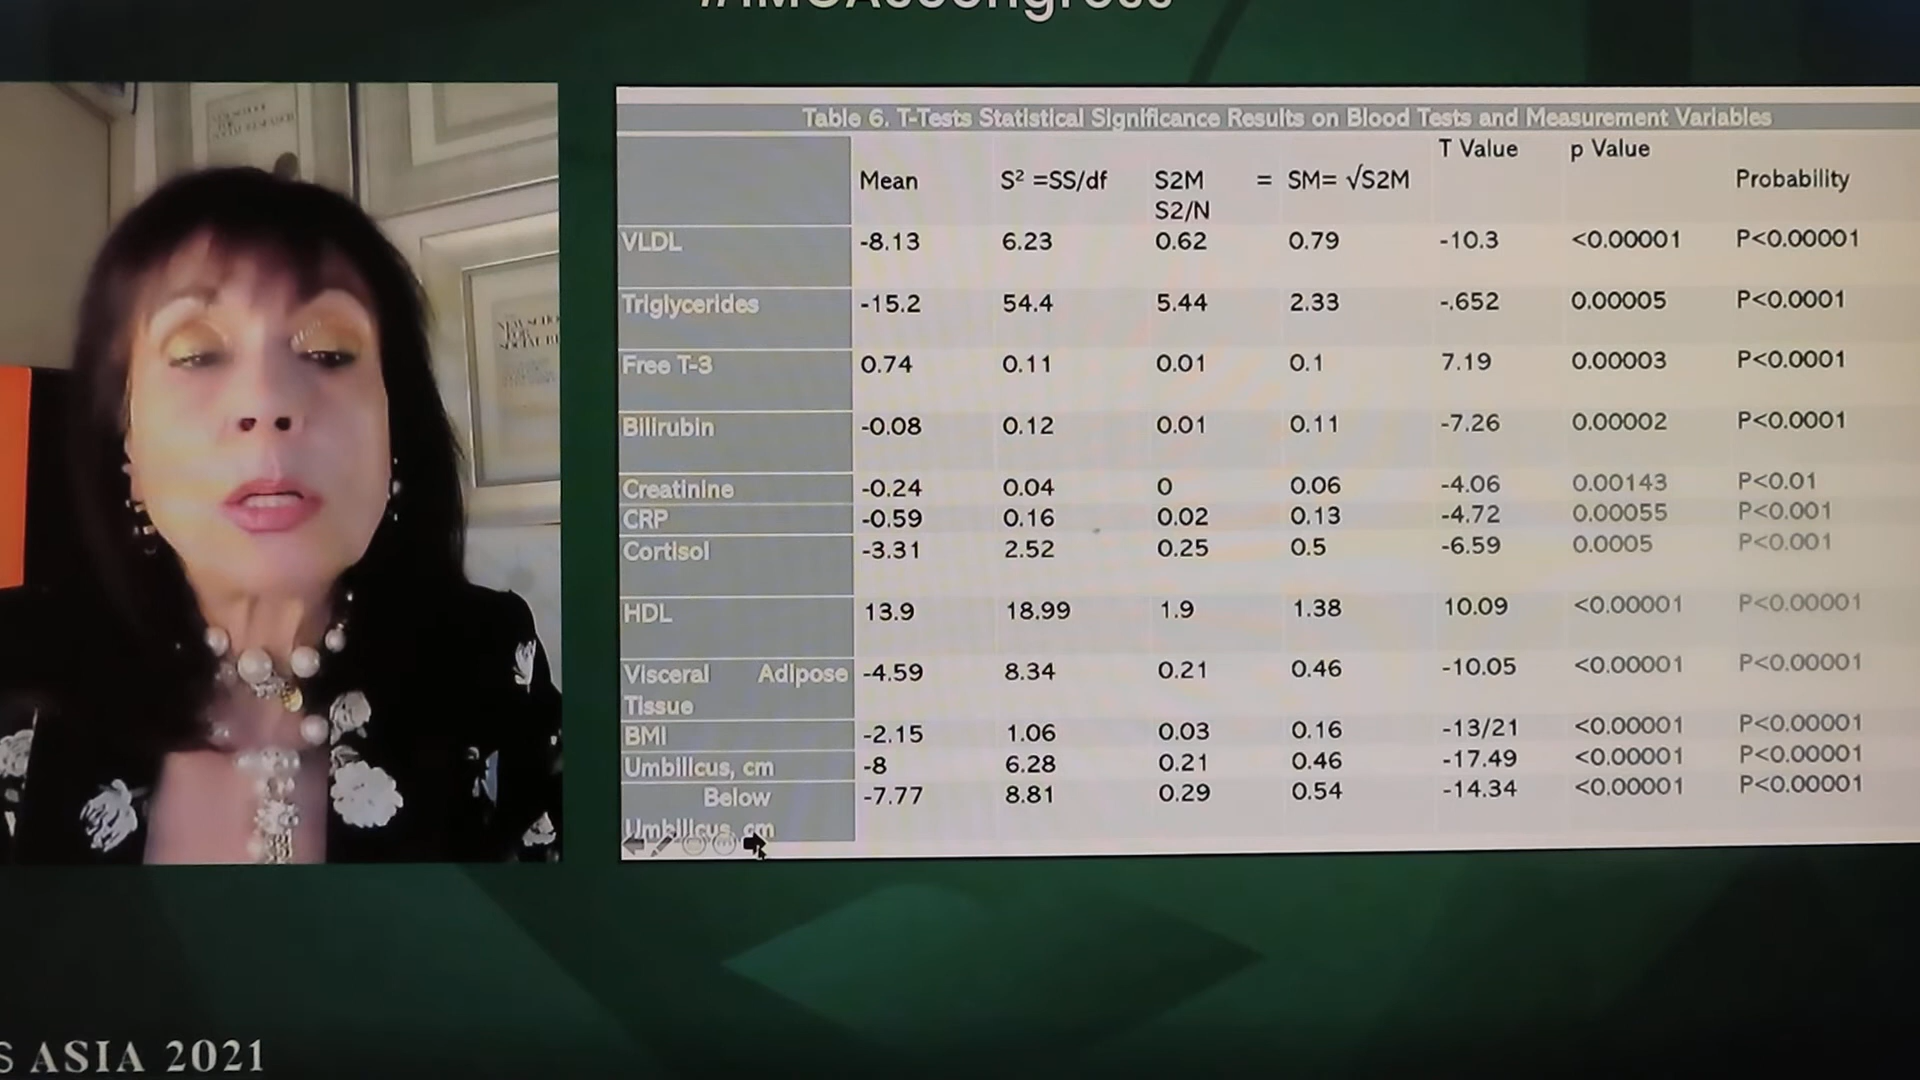 Table 6. T-Tests Statistical Significance Results on Blood Tests and Measurement Variables
Mean S² =SS/df S2M = SM= √S2M T Value p Value Probability
S2/N
VLDL -8.13 6.23 0.62 0.79 -10.3 <0.00001 P<0.00001
Triglycerides -15.2 54.4 5.44 2.33 -.652 0.00005 P<0.0001
Free T-3 0.74 0.11 0.01 0.1 7.19 0.00003 P<0.0001
Bilirubin -0.08 0.12 0.01 0.11 -7.26 0.00002 P<0.0001
Creatinine -0.24 0.04 0 0.06 -4.06 0.00143 P<0.01
CRP -0.59 0.16 0.02 0.13 -4.72 0.00055 P<0.001
Cortisol -3.31 2.52 0.25 0.5 -6.59 0.0005 P<0.001
HDL 13.9 18.99 1.9 1.38 10.09 <0.00001 P<0.00001
Visceral Adipose -4.59 8.34 0.21 0.46 -10.05 <0.00001 P<0.00001
Tissue
BMI -2.15 1.06 0.03 0.16 -13/21 <0.00001 P<0.00001
Umbilicus, cm -8 6.28 0.21 0.46 -17.49 <0.00001 P<0.00001
Below -7.77 8.81 0.29 0.54 -14.34 <0.00001 P<0.00001
Umbilicus, cm
S ASIA 2021